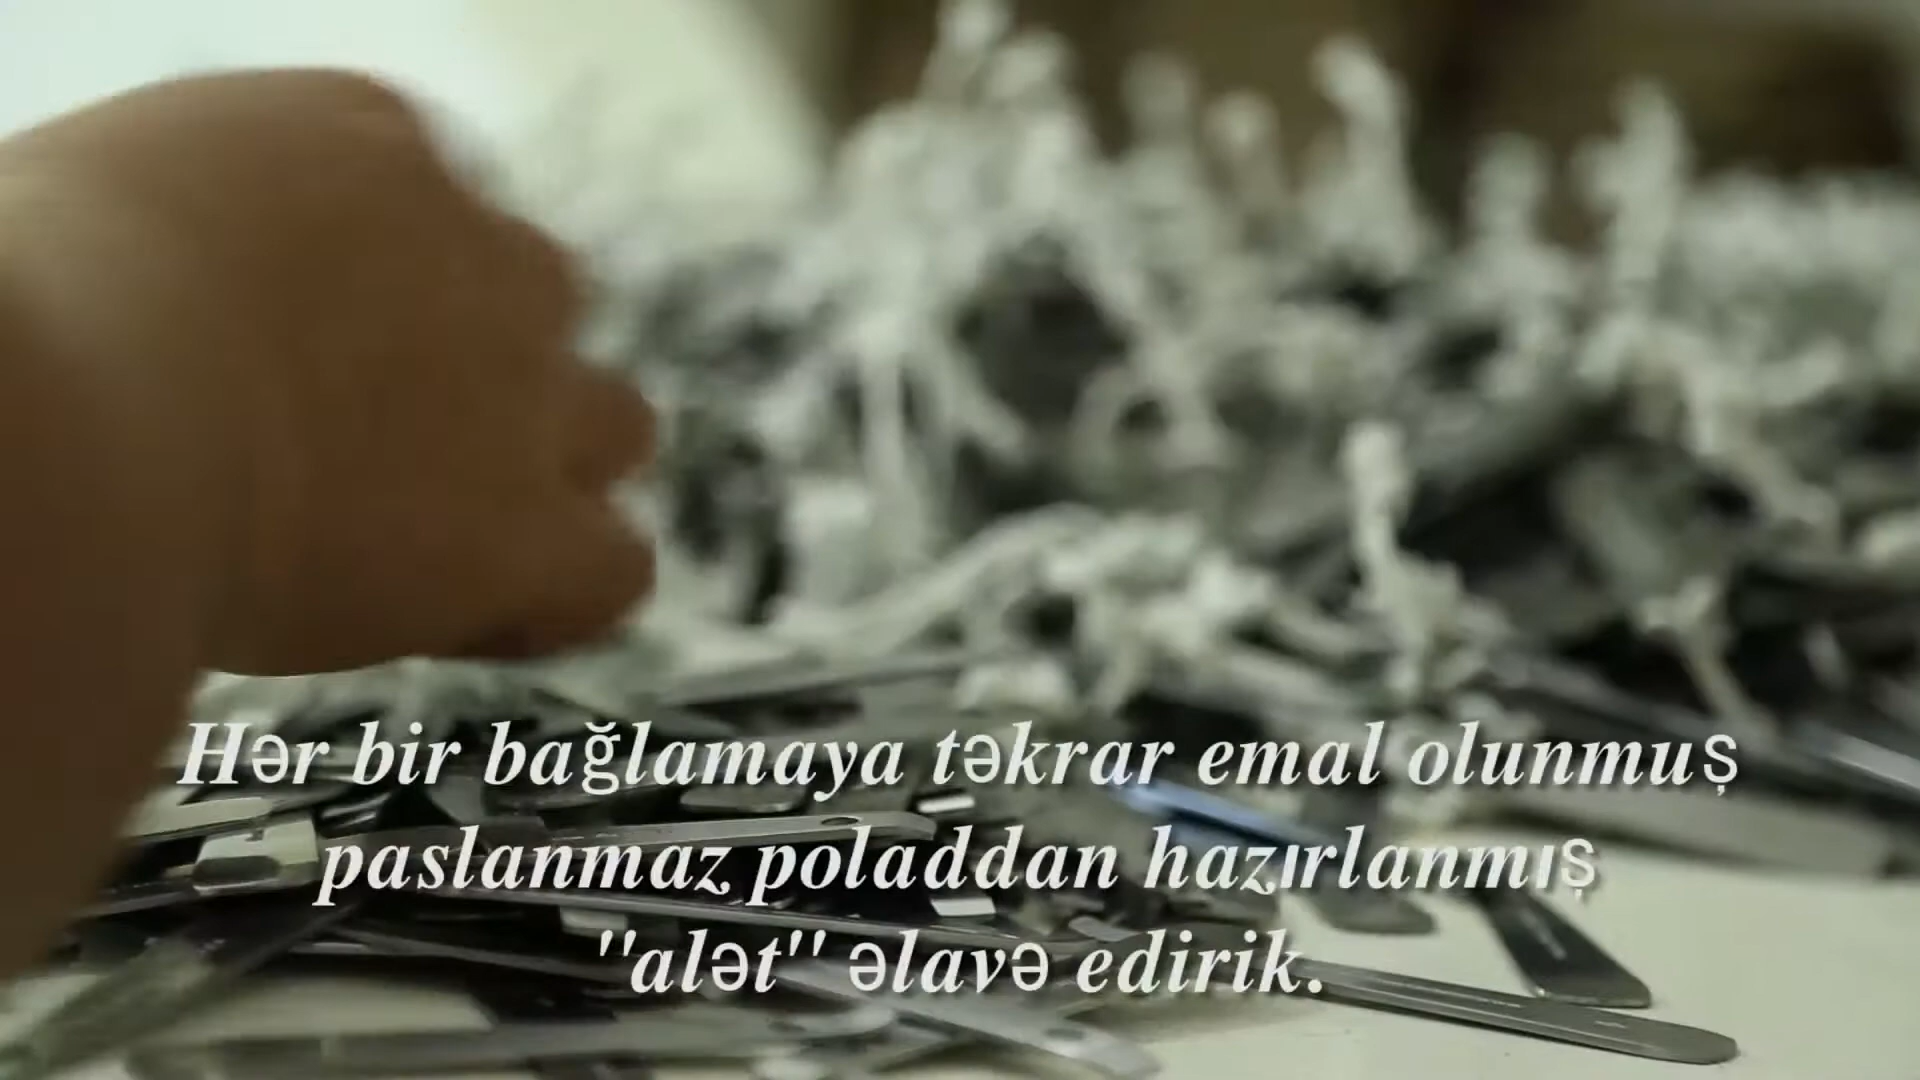 Hər bir bağlamaya təkrar emal olunmuş
paslanmaz poladdan hazırlanmış
"alət" əlavə edirik.